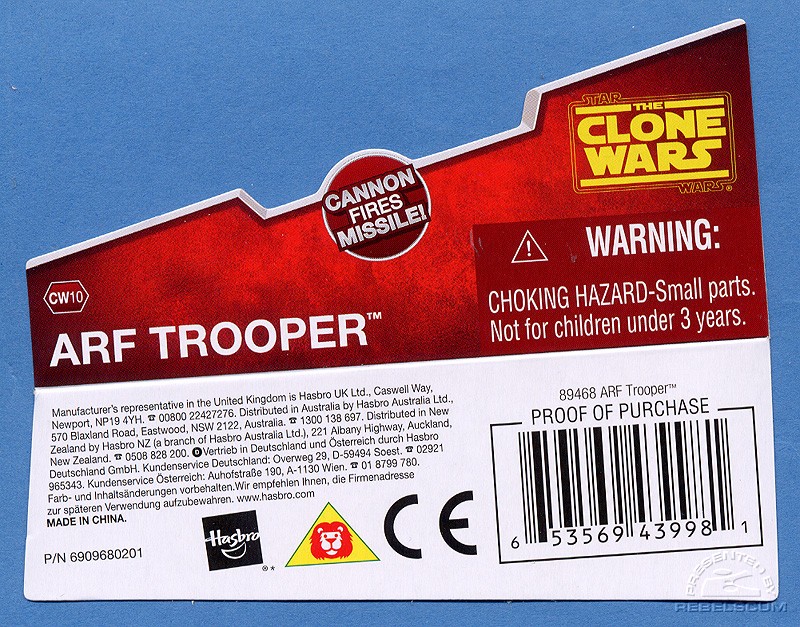 STAR
THE
CLONE
WARS
WARS®
CANNON
FIRES
MISSILE!
CW10
ARF TROOPER™
WARNING:
CHOKING HAZARD-Small parts.
Not for children under 3 years.
Manufacturer's representative in the United Kingdom is Hasbro UK Ltd., Caswell Way,
Newport, NP19 4YH. ☎ 00800 22427276. Distributed in Australia by Hasbro Australia Ltd.,
570 Blaxland Road, Eastwood, NSW 2122, Australia. ☎ 1300 138 697. Distributed in New
Zealand by Hasbro NZ (a branch of Hasbro Australia Ltd.), 221 Albany Highway, Auckland,
New Zealand. ☎ 0508 828 200. D Vertrieb in Deutschland und Österreich durch Hasbro
Deutschland GmbH. Kundenservice Deutschland: Overweg 29, D-59494 Soest. ☎ 02921
965343. Kundenservice Österreich: Auhofstraße 190, A-1130 Wien. ☎ 01 8799 780.
Farb- und Inhaltsänderungen vorbehalten.Wir empfehlen Ihnen, die Firmenadresse
zur späteren Verwendung aufzubewahren. www.hasbro.com
MADE IN CHINA.
P/N 6909680201
Hasbro
®*
CE
89468 ARF Trooper™
PROOF OF PURCHASE
6 53569 43998 1
PRESENTED BY
REBELSCUM